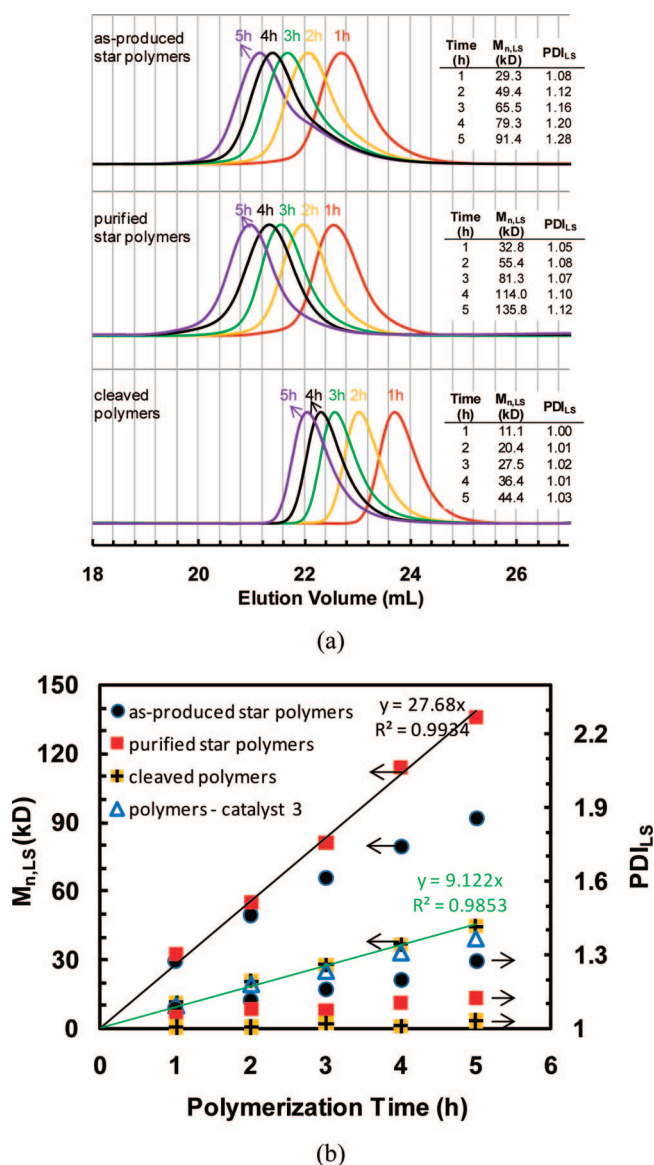 as-produced
star polymers
5h 4h 3h 2h 1h
Time (h) Mn,LS (kD) PDILS
1 29.3 1.08
2 49.4 1.12
3 65.5 1.16
4 79.3 1.20
5 91.4 1.28
purified
star polymers
5h 4h 3h 2h 1h
Time (h) Mn,LS (kD) PDILS
1 32.8 1.05
2 55.4 1.08
3 81.3 1.07
4 114.0 1.10
5 135.8 1.12
cleaved
polymers
5h 4h 3h 2h 1h
Time (h) Mn,LS (kD) PDILS
1 11.1 1.00
2 20.4 1.01
3 27.5 1.02
4 36.4 1.01
5 44.4 1.03
18 20 22 24 26
Elution Volume (mL)
(a)
150
120
90
60
30
0
Mn,LS (kD)
as-produced star polymers
purified star polymers
cleaved polymers
polymers - catalyst 3
y = 27.68x
R² = 0.9934
y = 9.122x
R² = 0.9853
2.2
1.9
1.6
1.3
1
PDILS
0 1 2 3 4 5 6
Polymerization Time (h)
(b)